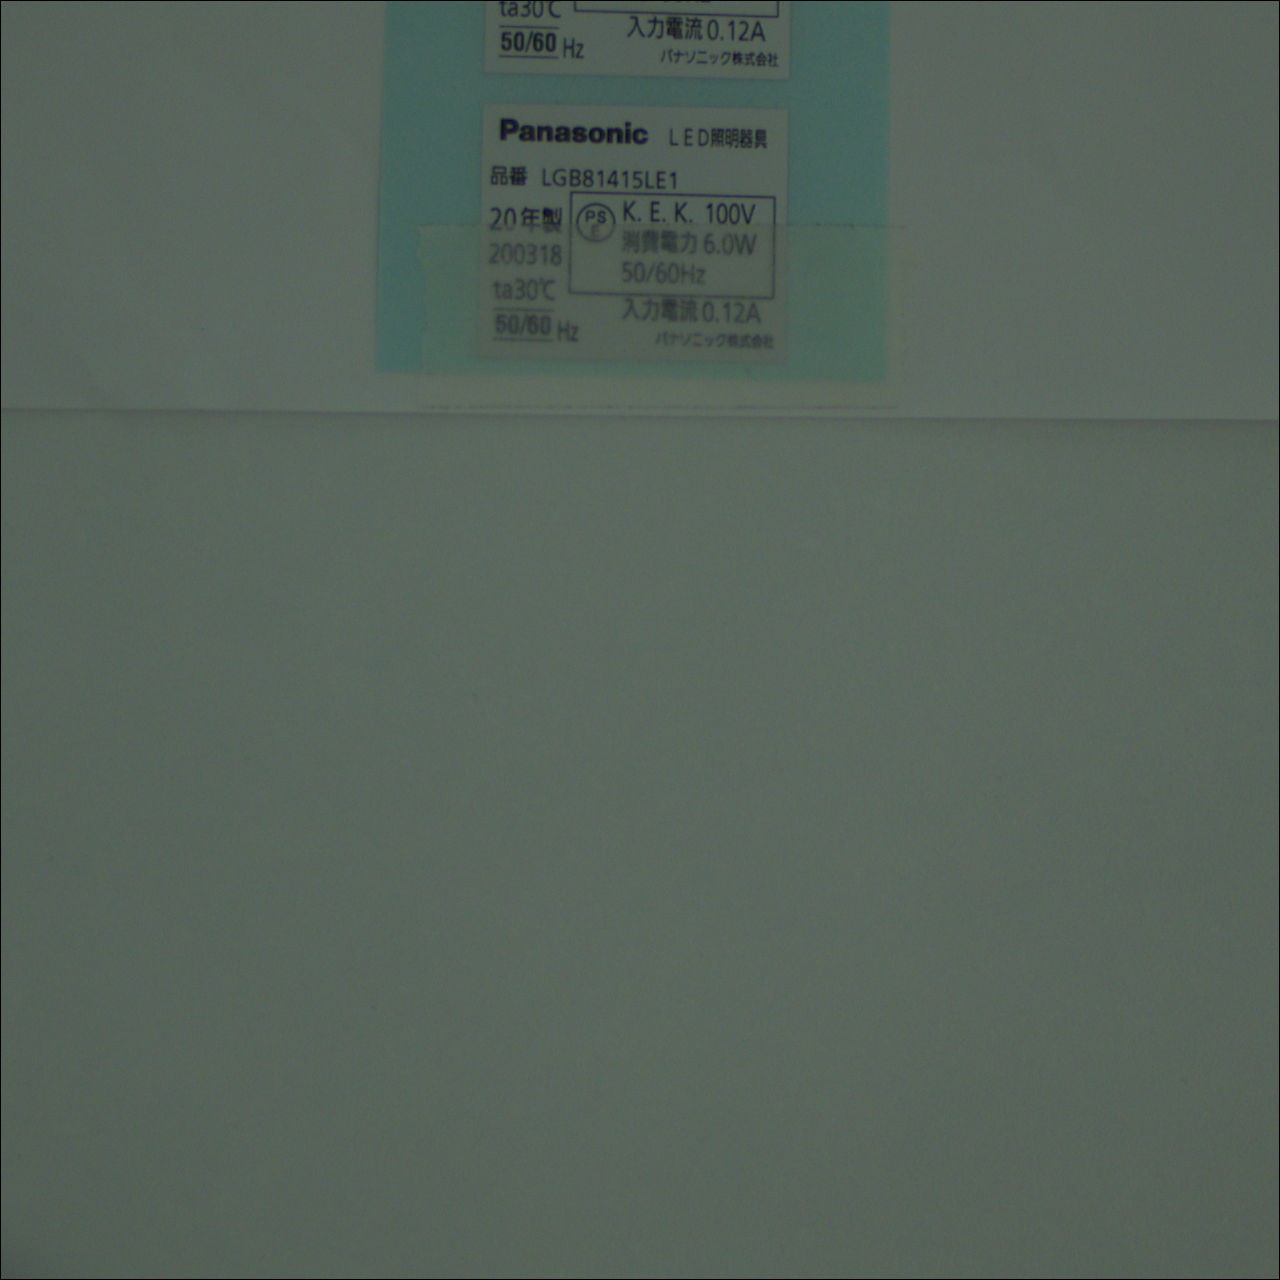 ta30℃
50/60 Hz
入力電流 0.12A
パナソニック株式会社
Panasonic LED照明器具
品番 LGB81415LE1
20年製
200318
ta30℃
50/60 Hz
PS
E
K. E. K. 100V
消費電力 6.0W
50/60Hz
入力電流 0.12A
パナソニック株式会社